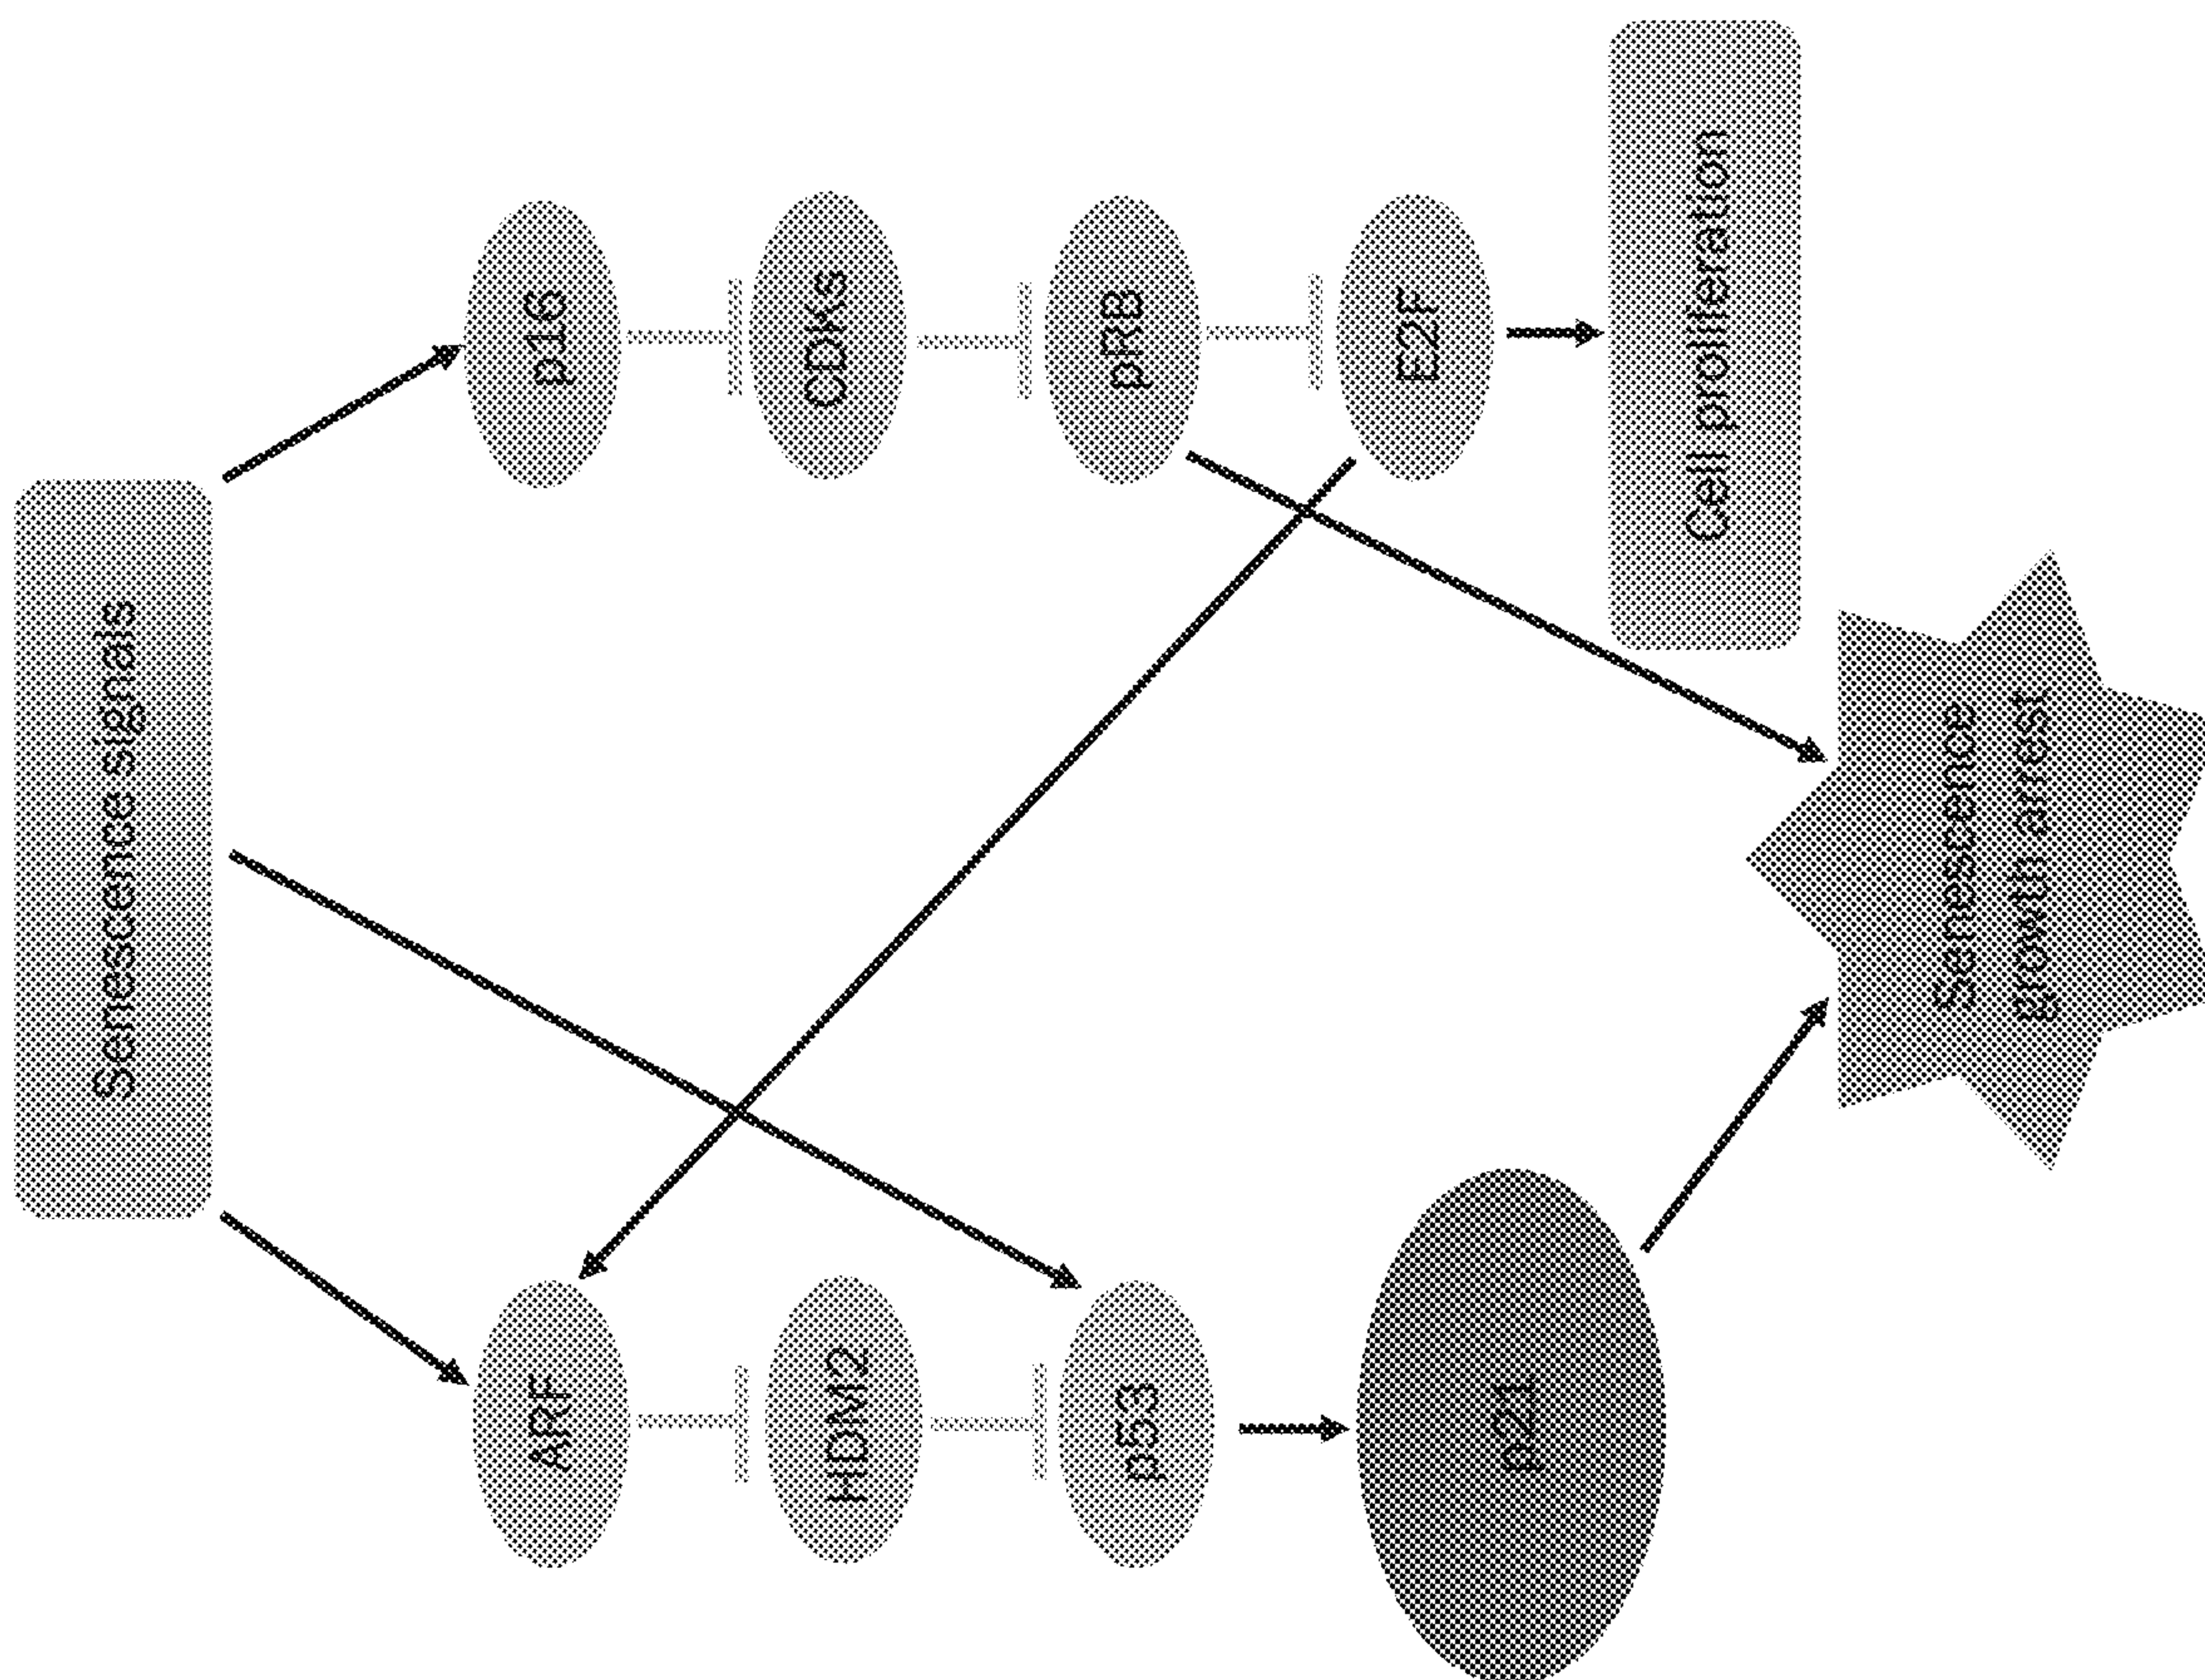 Senescence signals
ARF
p16
HDM2
CDKs
p53
pRB
p21
E2F
Senescence
growth arrest
Cell proliferation